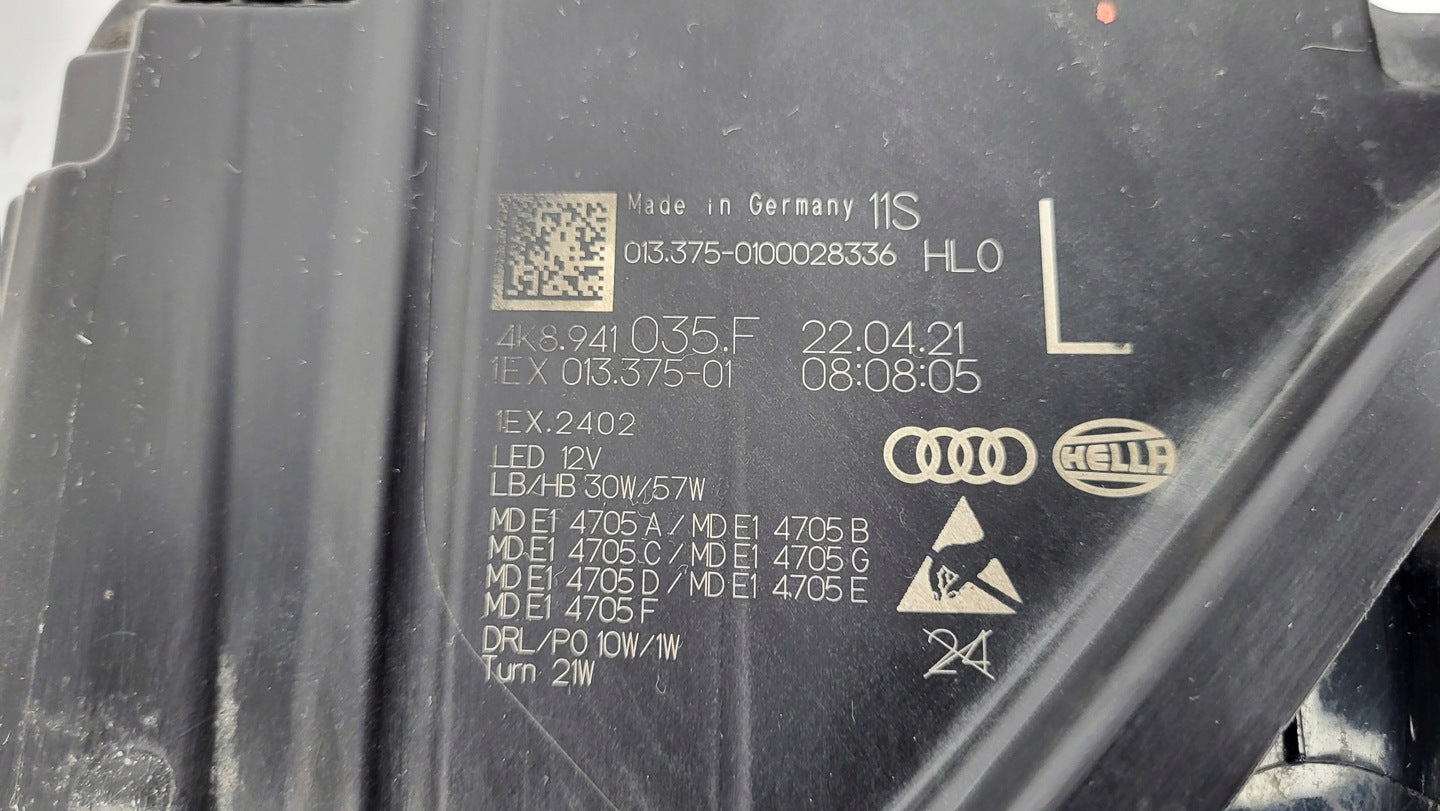 Made in Germany 11S
013.375-0100028336 HL0
L
4K8.941 035.F 22.04.21
1EX 013.375-01 08:08:05
1EX.2402
LED 12V
LB/HB 30W/57W
HELLA
MD E1 4705 A / MD E1 4705 B
MD E1 4705 C / MD E1 4705 G
MD E1 4705 D / MD E1 4705 E
MD E1 4705 F
DRL/PO 10W/1W
Turn 21W
24